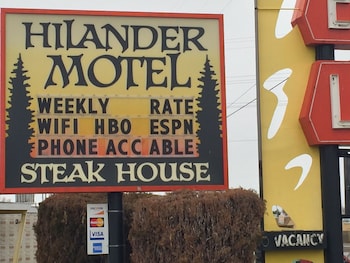 HILANDER
MOTEL
WEEKLY RATE
WIFI HBO ESPN
PHONE ACC ABLE
STEAK HOUSE
VISA
VACANCY